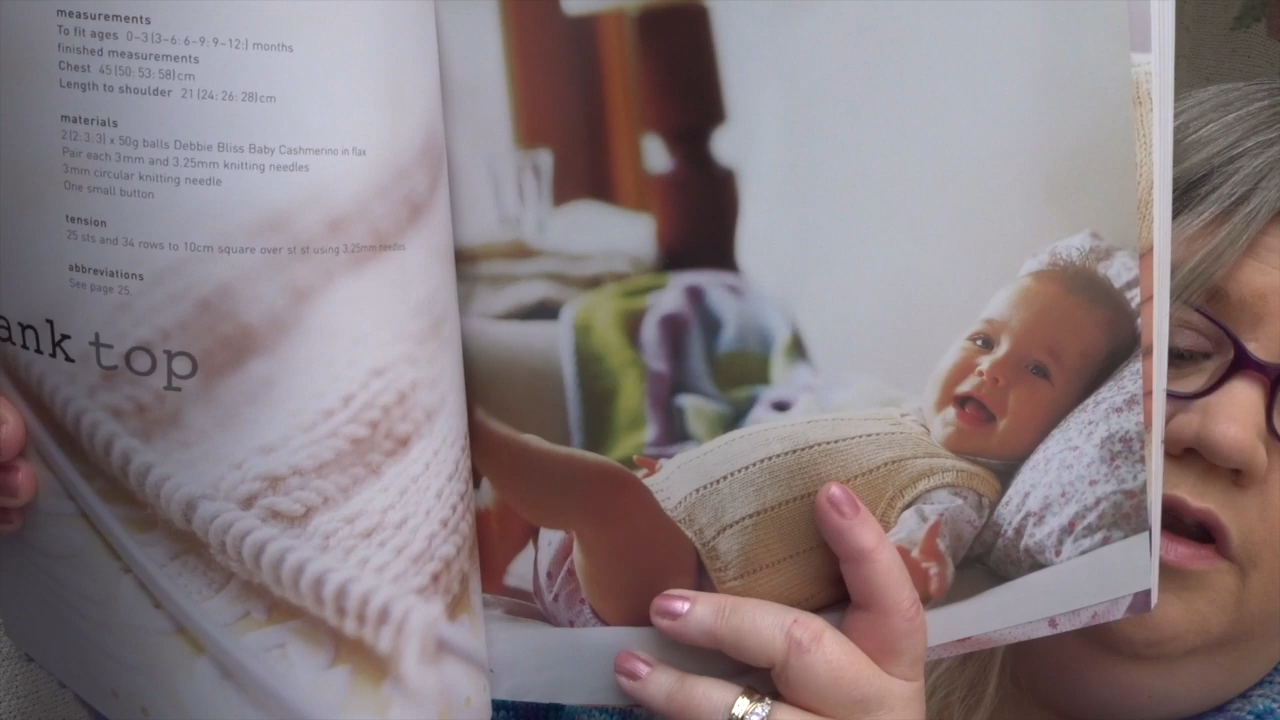 measurements
To fit ages 0–3 (3–6: 6–9: 9–12:) months
finished measurements
Chest 45 (50: 53: 58) cm
Length to shoulder 21 (24: 26: 28) cm
materials
2 (2: 3: 3) x 50g balls Debbie Bliss Baby Cashmerino in flax
Pair each 3mm and 3.25mm knitting needles
3mm circular knitting needle
One small button
tension
25 sts and 34 rows to 10cm square over st st using 3.25mm needles
abbreviations
See page 25.
ank top